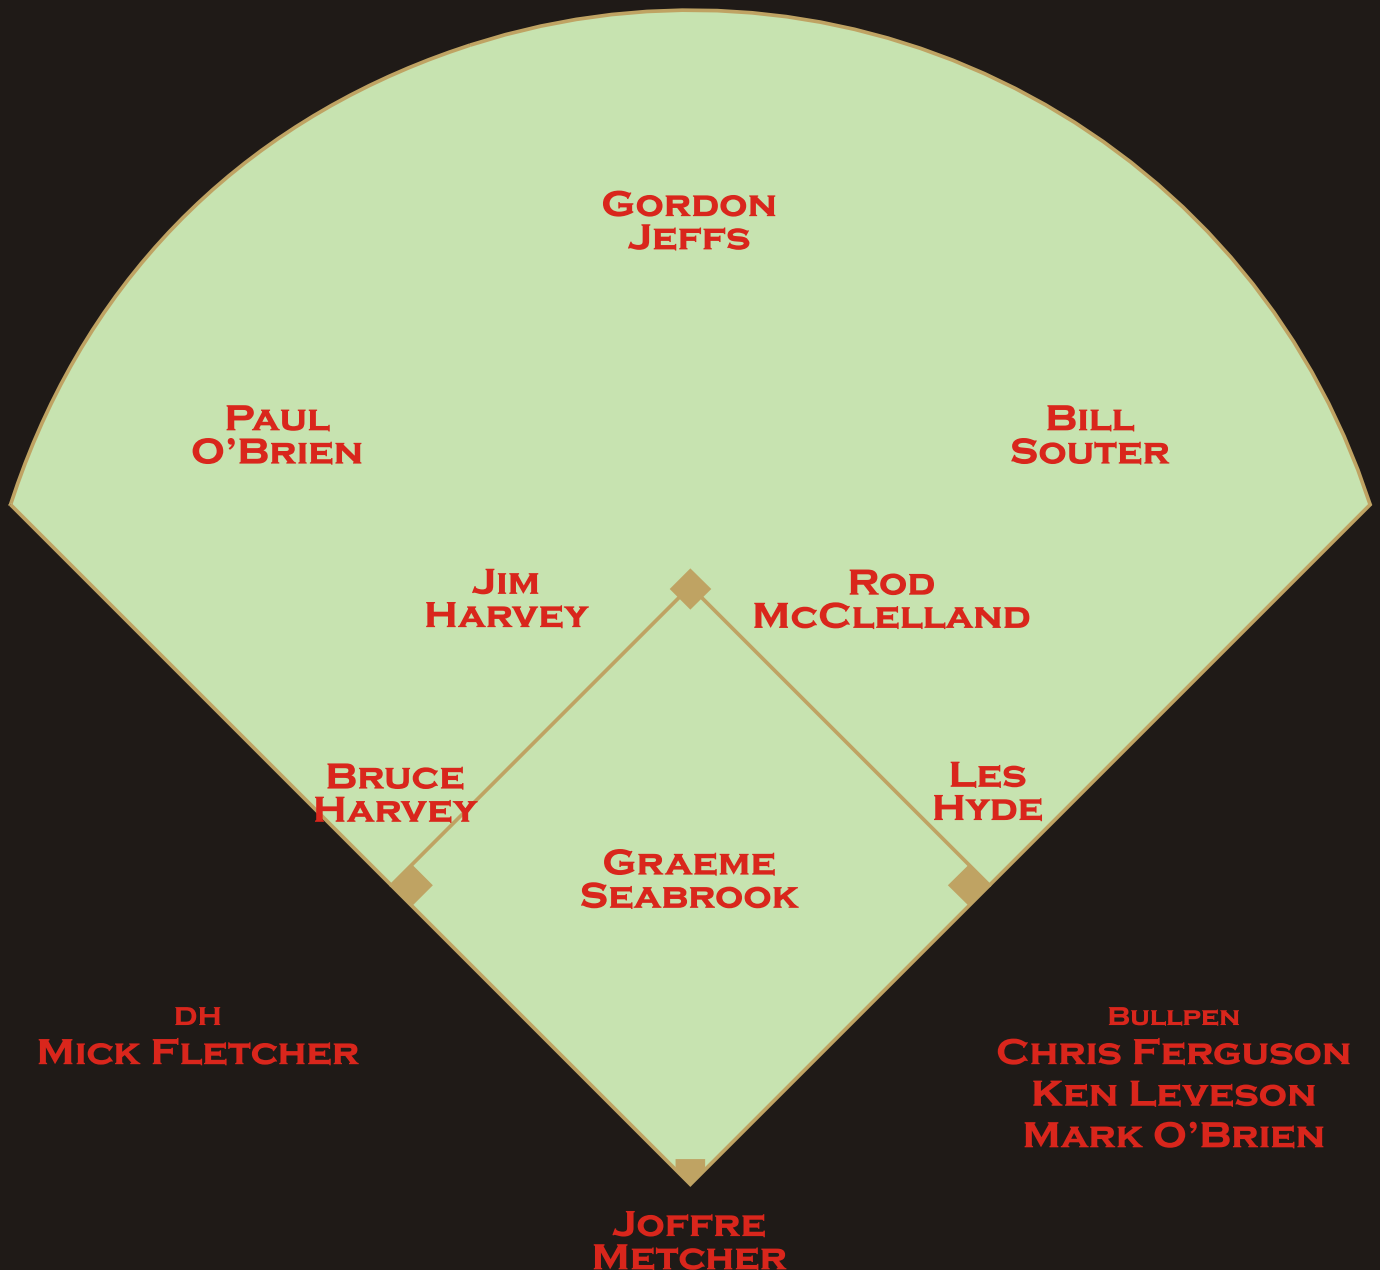 Gordon
Jeffs
Paul
O’Brien
Bill
Souter
Jim
Harvey
Rod
McClelland
Bruce
Harvey
Les
Hyde
Graeme
Seabrook
DH
Mick Fletcher
Bullpen
Chris Ferguson
Ken Leveson
Mark O’Brien
Joffre
Metcher